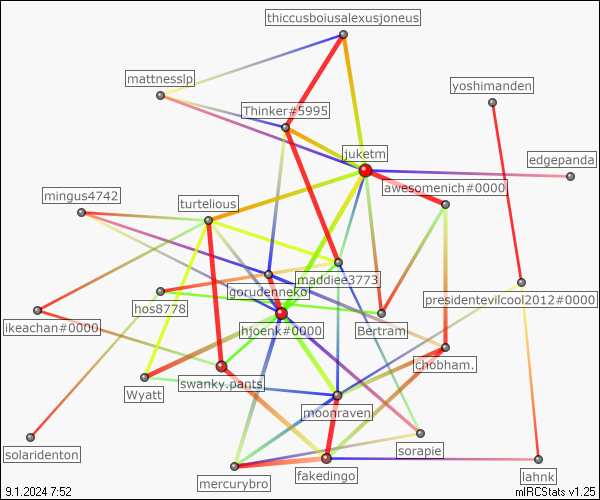 thiccusboiusalexusjoneus
mattnesslp
yoshimanden
Thinker#5995
juketm
edgepanda
awesomenich#0000
mingus4742
turtelious
maddiee3773
gorudenneko
presidentevilcool2012#0000
hos8778
ikeachan#0000
hjoenk#0000
Bertram
chobham.
swanky.pants
Wyatt
moonraven
sorapie
solaridenton
fakedingo
lahnk
mercurybro
9.1.2024 7:52
mIRCStats v1.25